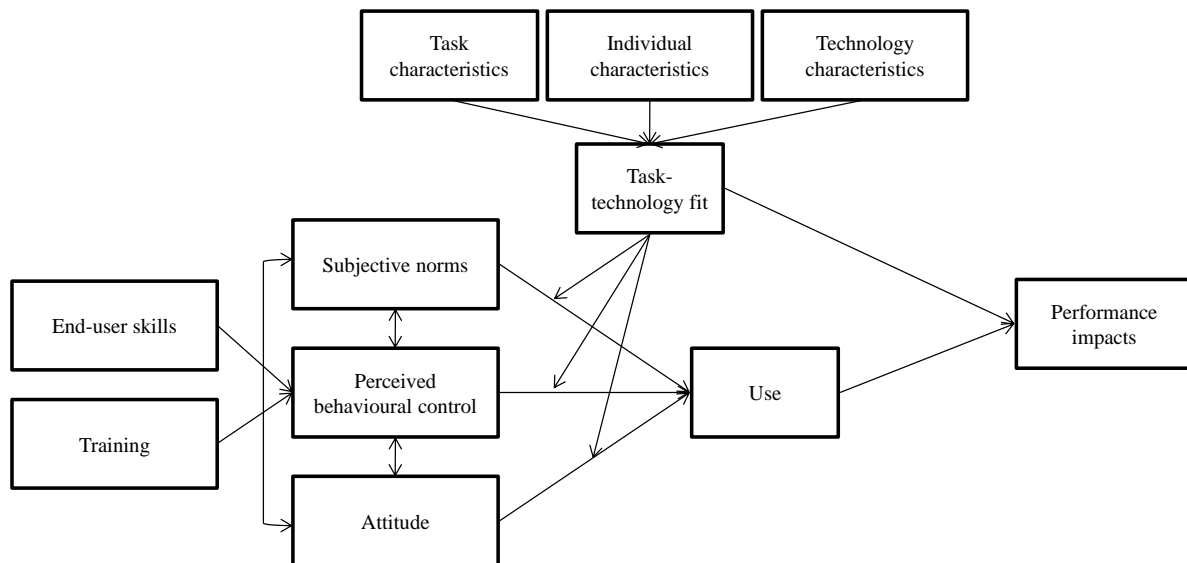 Task
characteristics
Individual
characteristics
Technology
characteristics
Task-
technology fit
Subjective norms
End-user skills
Performance
impacts
Perceived
behavioural control
Use
Training
Attitude